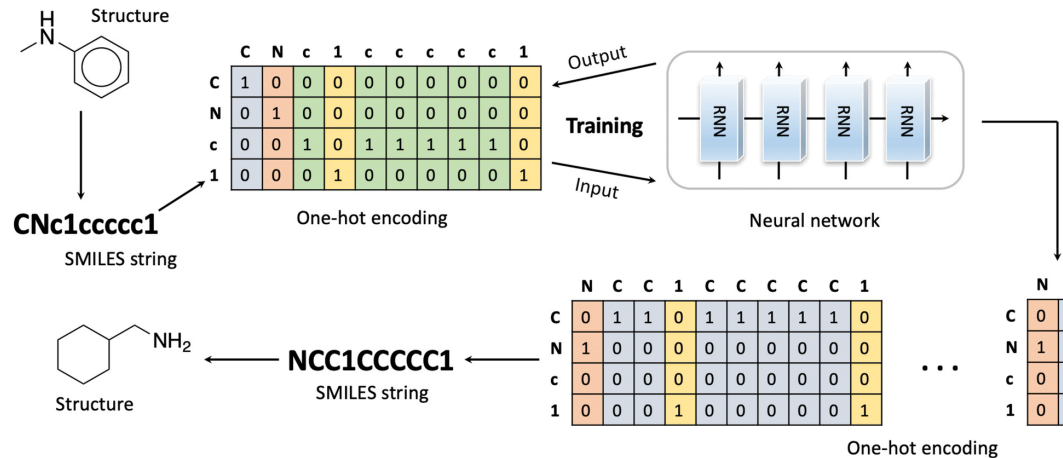 H
N
Structure
C N c 1 c c c c c 1
C 1 0 0 0 0 0 0 0 0 0
N 0 1 0 0 0 0 0 0 0 0
c 0 0 1 0 1 1 1 1 1 0
1 0 0 0 1 0 0 0 0 0 1
One-hot encoding
CNc1ccccc1
SMILES string
Output
Training
Input
RNN RNN RNN RNN
Neural network
N
C 0
N 1
c 0
1 0
...
One-hot encoding
N C C 1 C C C C C 1
C 0 1 1 0 1 1 1 1 1 0
N 1 0 0 0 0 0 0 0 0 0
c 0 0 0 0 0 0 0 0 0 0
1 0 0 0 1 0 0 0 0 0 1
NCC1CCCCC1
SMILES string
NH2
Structure